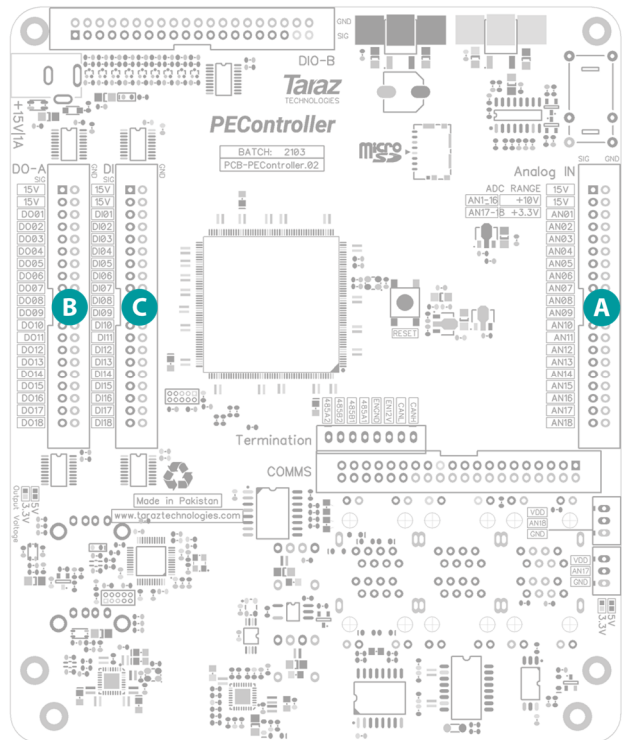 GND
SIG
DIO-B
Taraz
TECHNOLOGIES
PEController
BATCH: 2103
PCB-PEController.02
micro
SD
+15V|1A
DO-A
SIG
GND
DI
GND
15V
15V
DO01
DO02
DO03
DO04
DO05
DO06
DO07
DO08
DO09
DO10
DO11
DO12
DO13
DO14
DO15
DO16
DO17
DO18
B
15V
15V
DI01
DI02
DI03
DI04
DI05
DI06
DI07
DI08
DI09
DI10
DI11
DI12
DI13
DI14
DI15
DI16
DI17
DI18
C
SIG GND
Analog IN
ADC RANGE
AN1-16 +10V
AN17-18 +3.3V
15V
15V
AN01
AN02
AN03
AN04
AN05
AN06
AN07
AN08
AN09
AN10
AN11
AN12
AN13
AN14
AN15
AN16
AN17
AN18
A
RESET
485A2
485B2
485B1
485A1
CANL
CANH
Termination
COMMS
Made in Pakistan
www.taraztechnologies.com
5V
3.3V
VDD
AN18
GND
VDD
AN17
GND
5V
3.3V